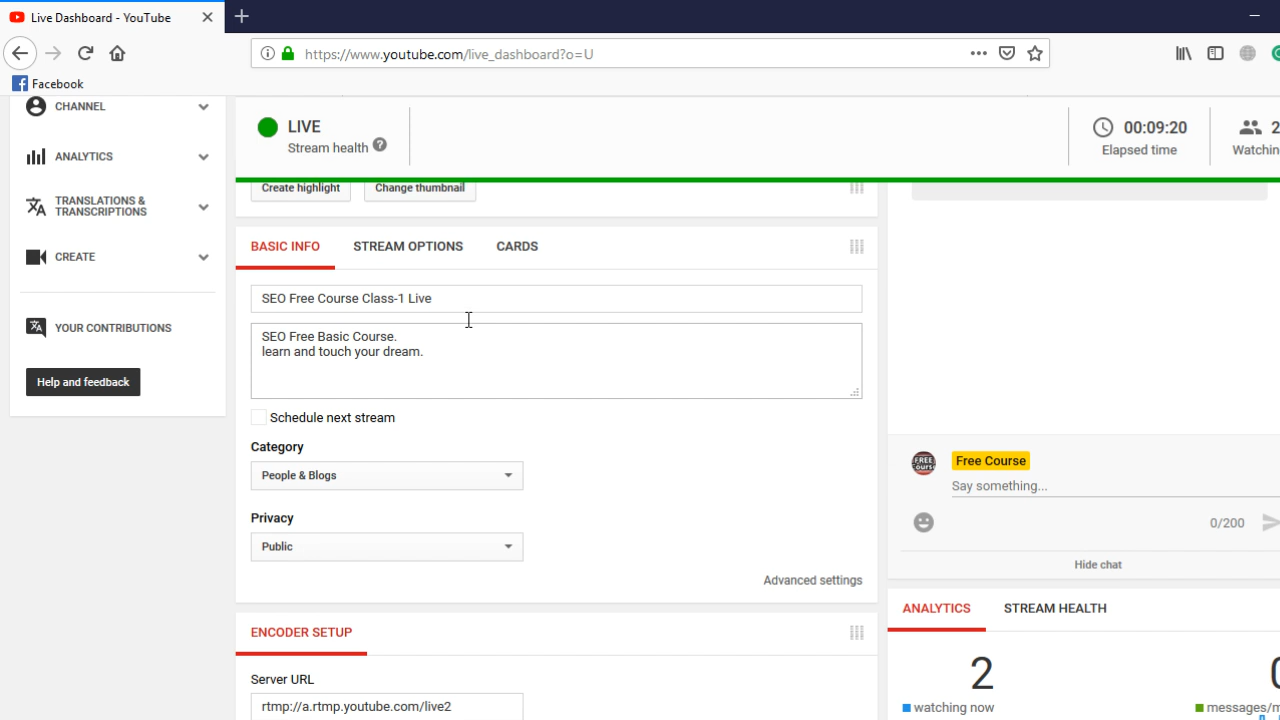 Live Dashboard - YouTube
https://www.youtube.com/live_dashboard?o=U
Facebook
CHANNEL
ANALYTICS
TRANSLATIONS &
TRANSCRIPTIONS
CREATE
YOUR CONTRIBUTIONS
Help and feedback
LIVE
Stream health
00:09:20
Elapsed time
2
Watching
Create highlight
Change thumbnail
BASIC INFO
STREAM OPTIONS
CARDS
SEO Free Course Class-1 Live
SEO Free Basic Course.
learn and touch your dream.
Schedule next stream
Category
People & Blogs
Privacy
Public
Advanced settings
ENCODER SETUP
Server URL
rtmp://a.rtmp.youtube.com/live2
Free Course
Say something...
0/200
Hide chat
ANALYTICS
STREAM HEALTH
2
watching now
messages/m